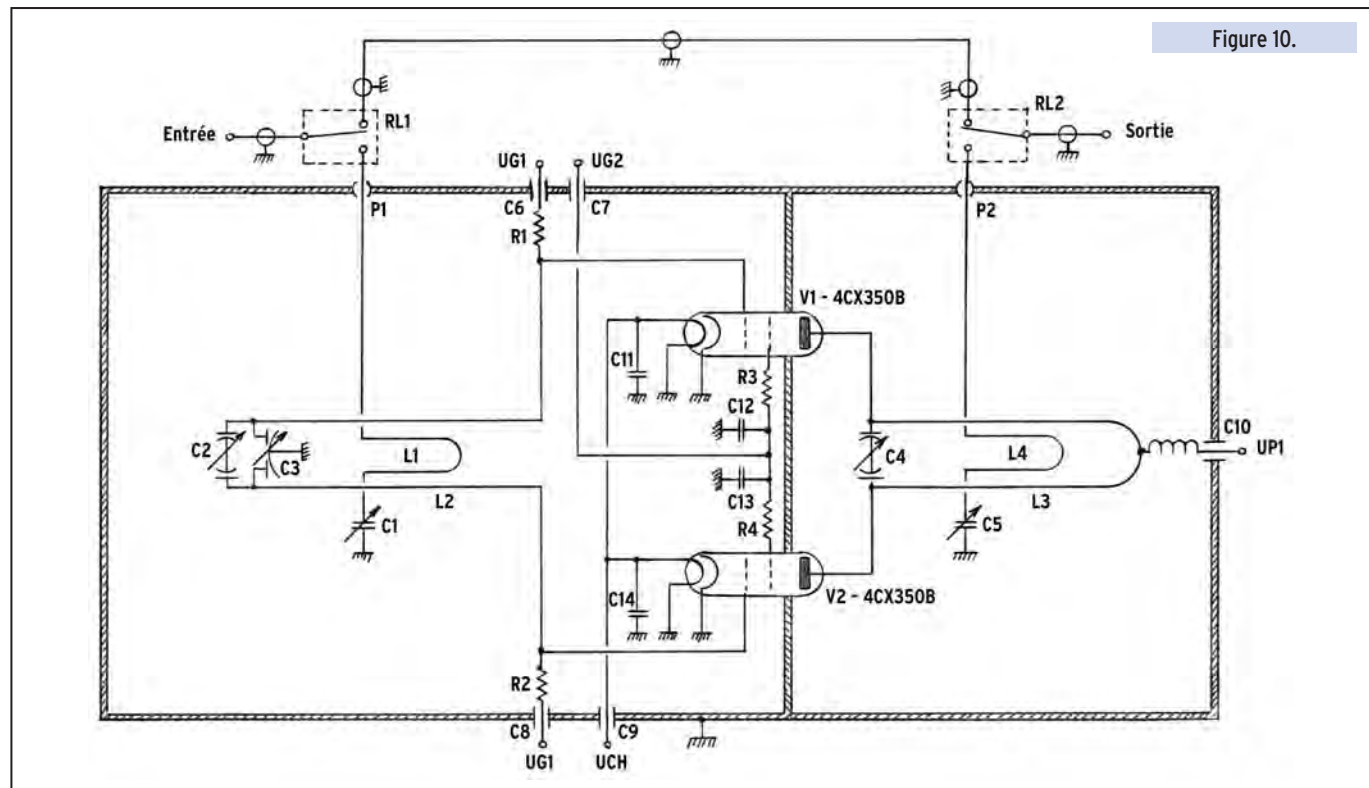 Figure 10.
RL1
RL2
Entrée
Sortie
UG1
UG2
P1
C6
C7
P2
R1
V1 - 4CX350B
C11
R3
C12
C10
UP1
C2
C3
L1
C4
L4
C13
L2
L3
R4
C1
C5
C14
V2 - 4CX350B
R2
C8
C9
UG1
UCH